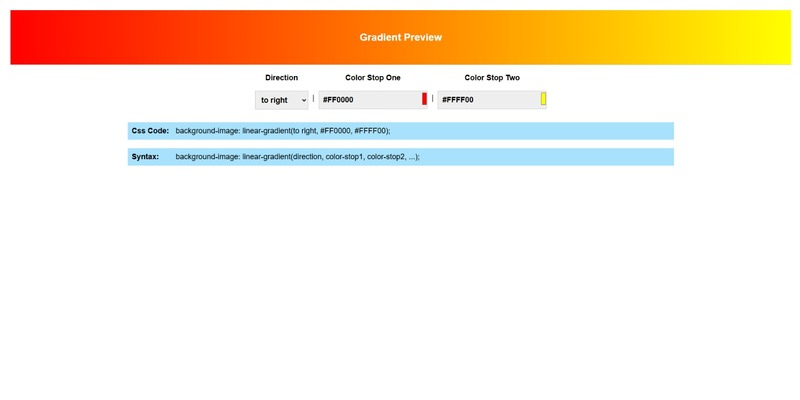 Gradient Preview
Direction Color Stop One Color Stop Two
to right | #FF0000 | #FFFF00
Css Code: background-image: linear-gradient(to right, #FF0000, #FFFF00);
Syntax: background-image: linear-gradient(direction, color-stop1, color-stop2, ...);